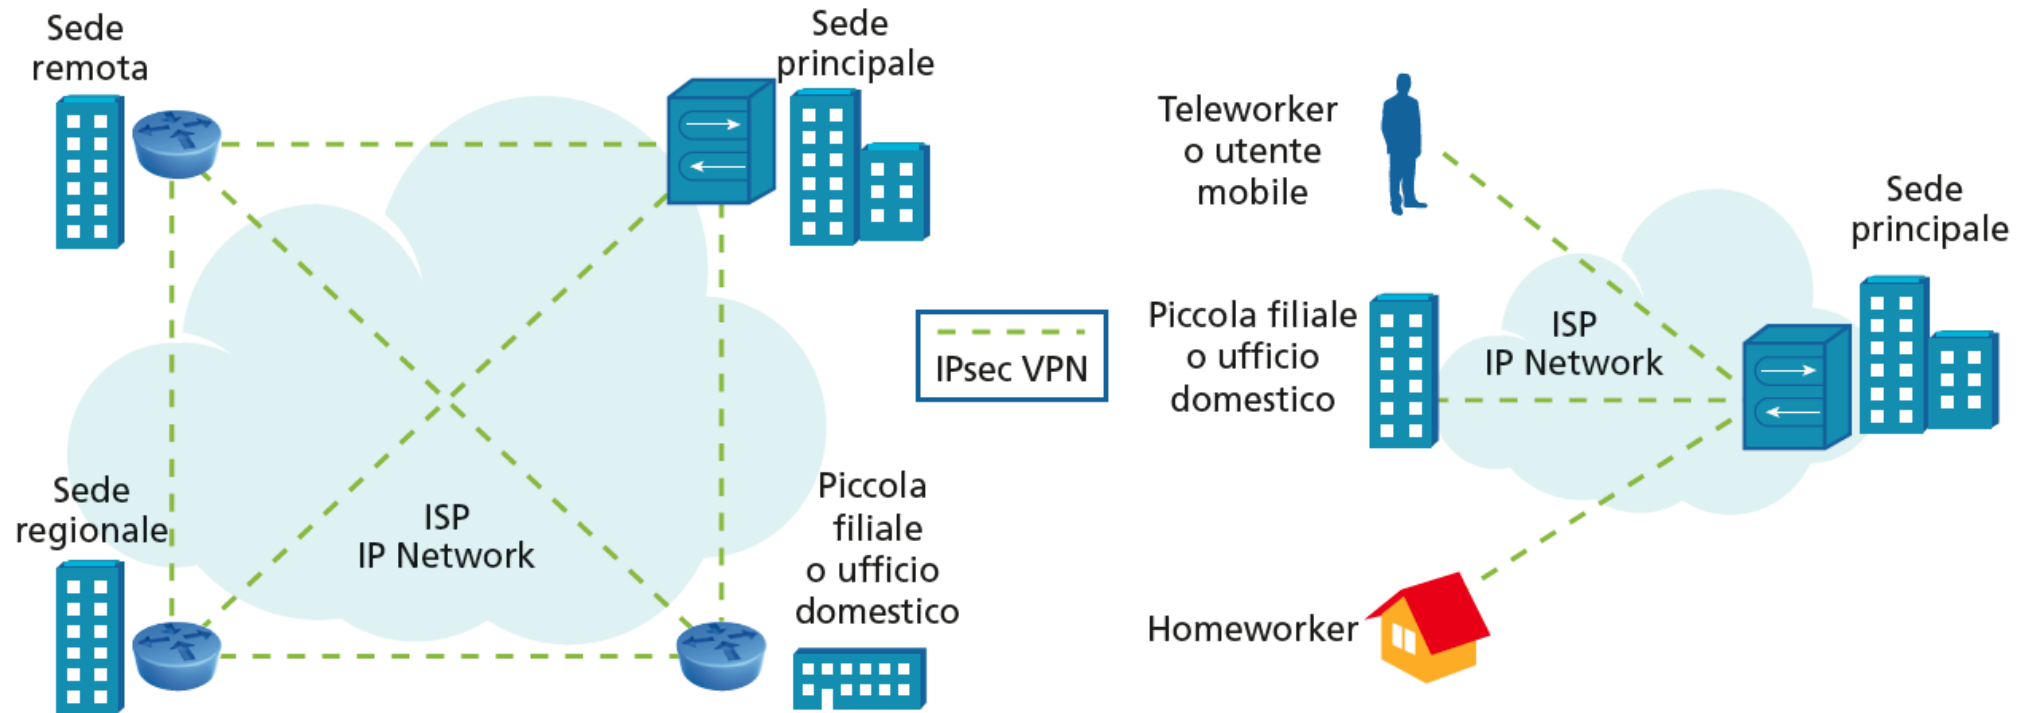 Sede
remota
Sede
principale
Sede
regionale
ISP
IP Network
Piccola
filiale
o ufficio
domestico
IPsec VPN
Teleworker
o utente
mobile
Piccola filiale
o ufficio
domestico
Homeworker
ISP
IP Network
Sede
principale